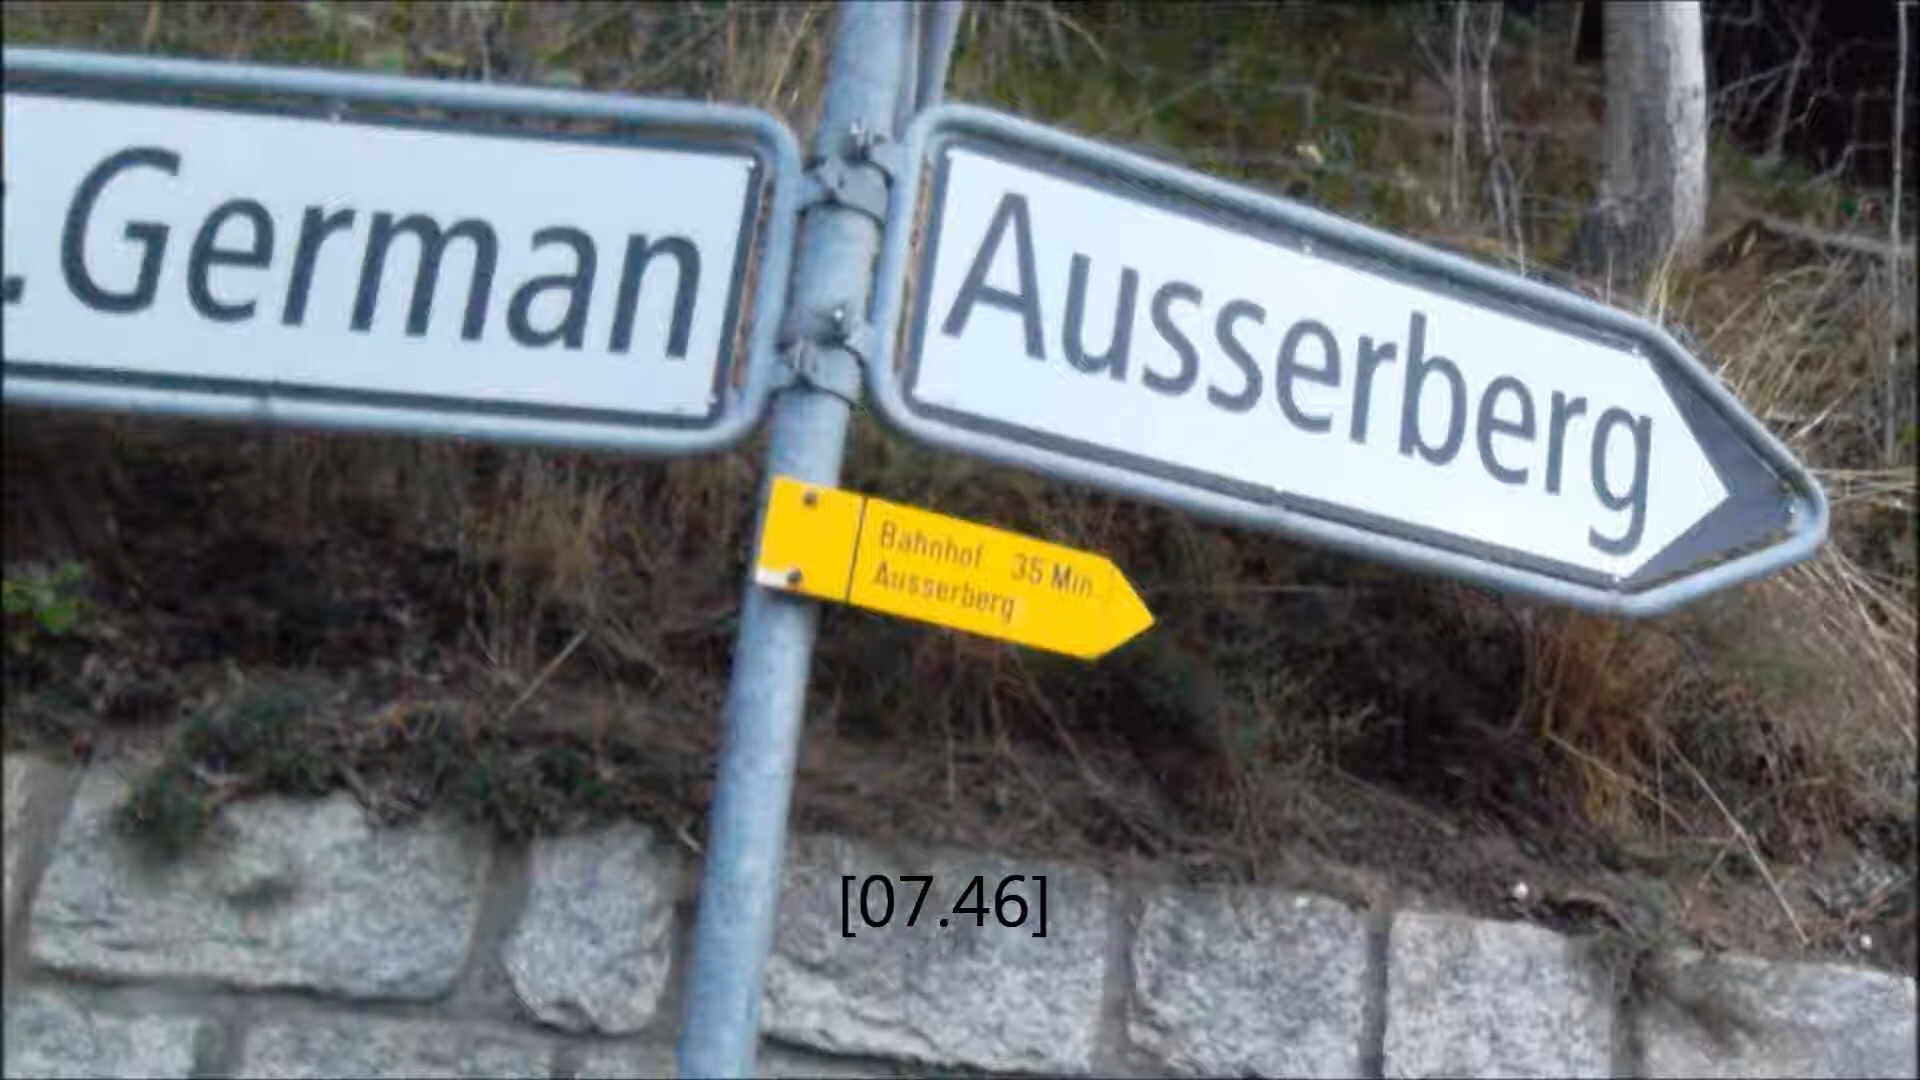 . German
Ausserberg
Bahnhof 35 Min.
Ausserberg
[07.46]